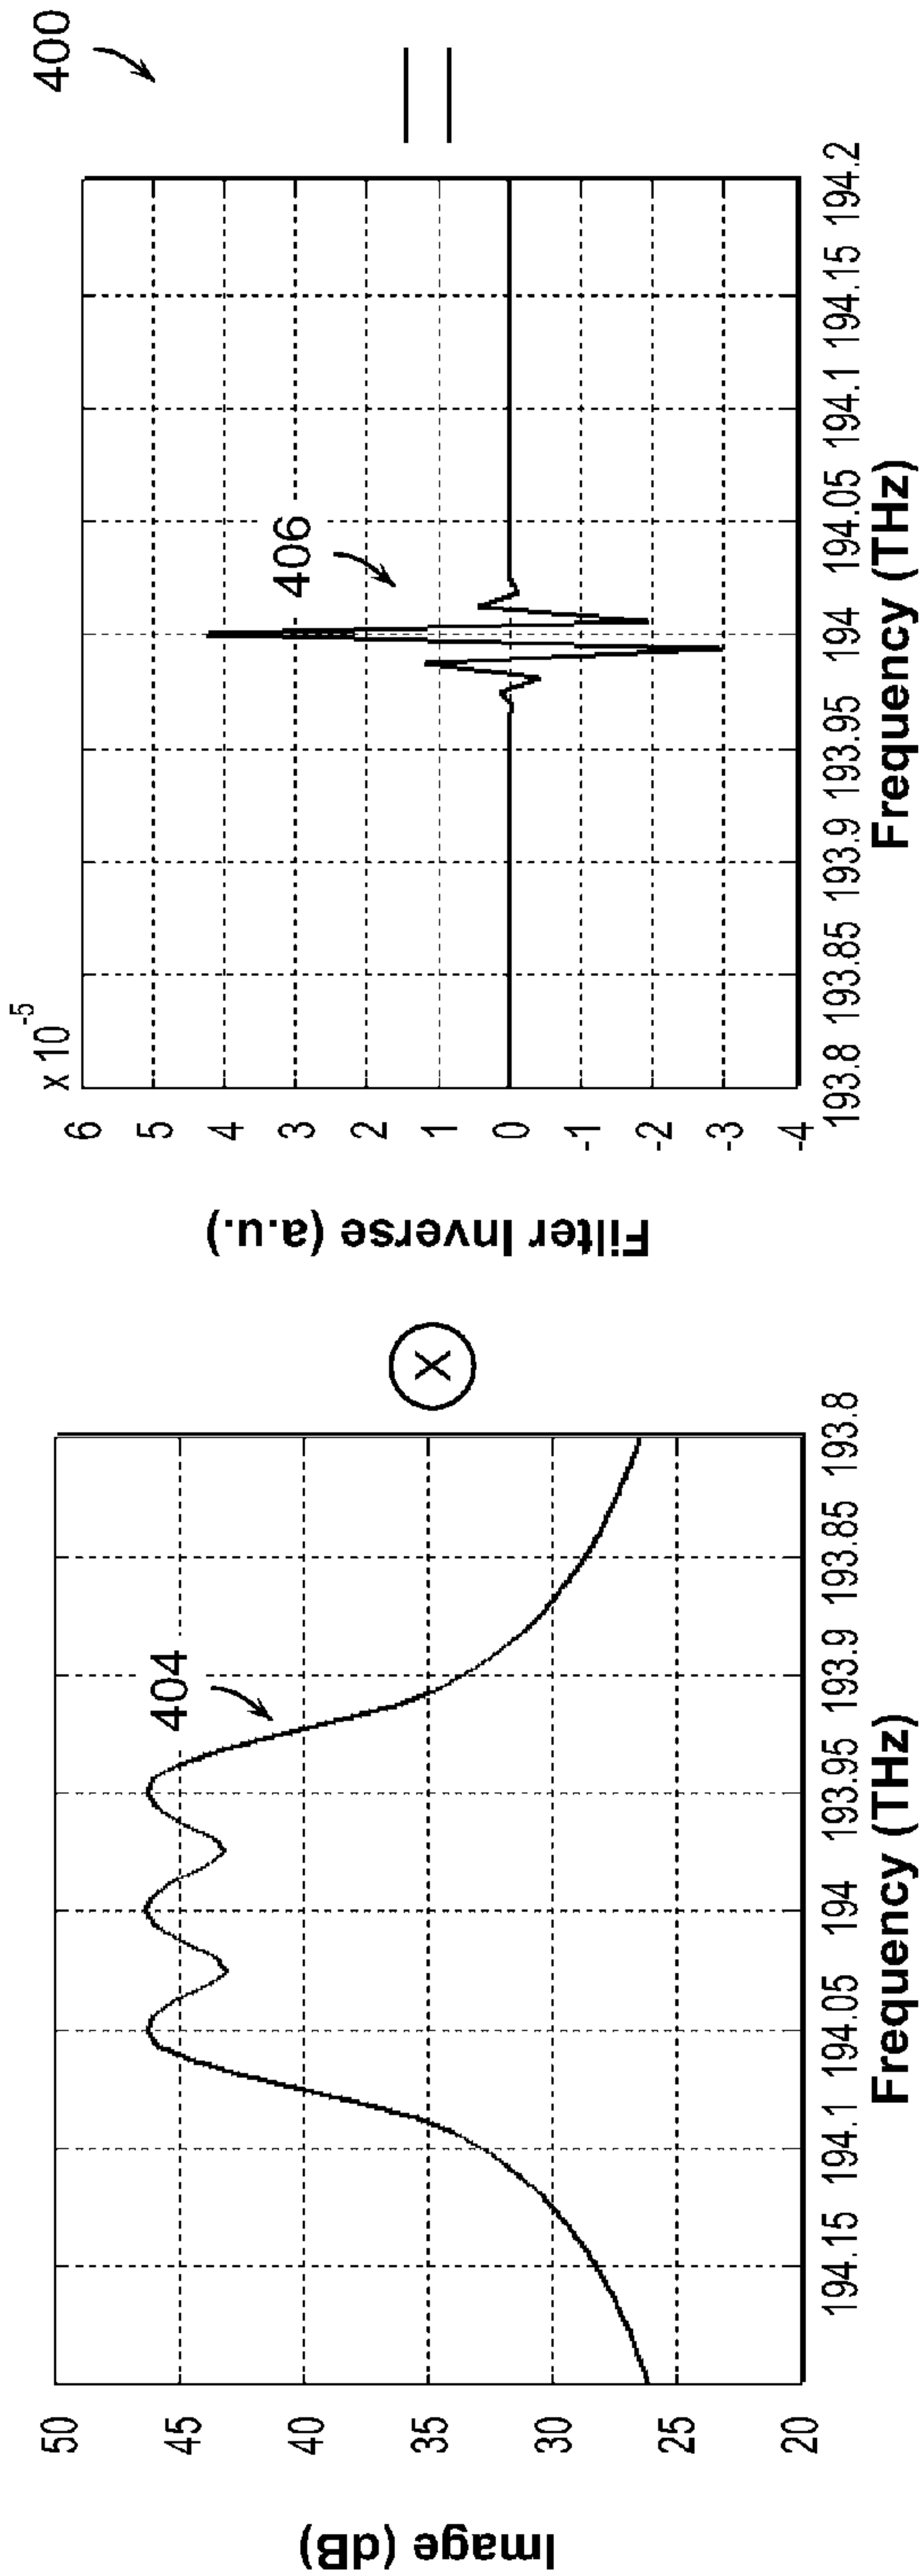 400
Image (dB)
50
45
40
35
30
25
20
404
194.15 194.1 194.05 194 193.95 193.9 193.85 193.8
Frequency (THz)
X
Filter Inverse (a.u.)
x 10-5
6
5
4
3
2
1
0
-1
-2
-3
-4
406
193.8 193.85 193.9 193.95 194 194.05 194.1 194.15 194.2
Frequency (THz)
=